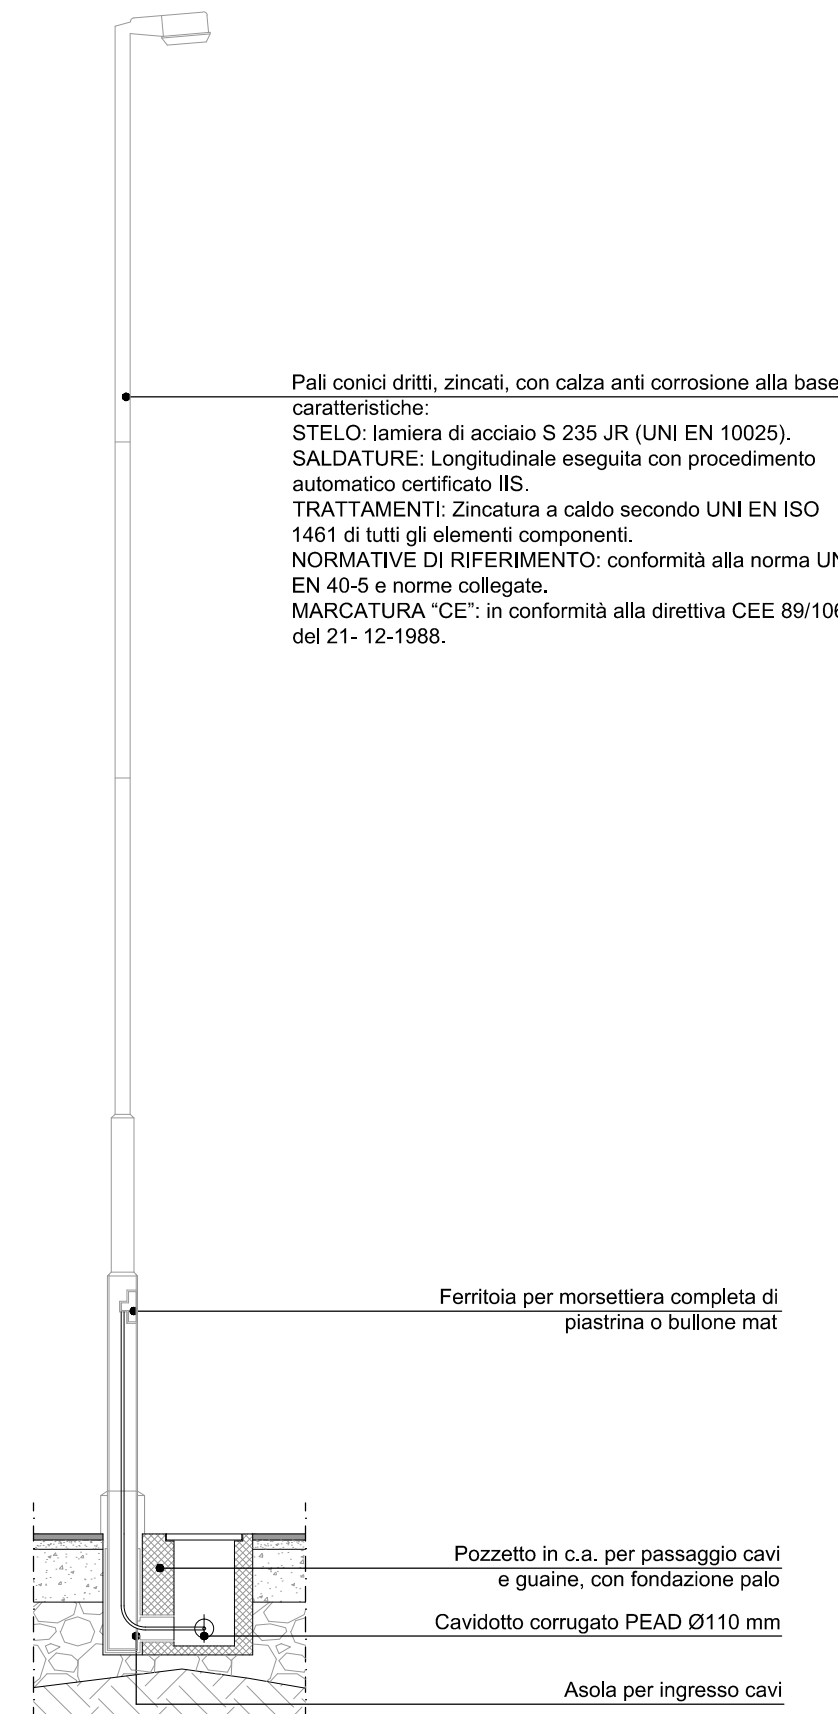 Pali conici dritti, zincati, con calza anti corrosione alla base
caratteristiche:
STELO: lamiera di acciaio S 235 JR (UNI EN 10025).
SALDATURE: Longitudinale eseguita con procedimento
automatico certificato IIS.
TRATTAMENTI: Zincatura a caldo secondo UNI EN ISO
1461 di tutti gli elementi componenti.
NORMATIVE DI RIFERIMENTO: conformità alla norma
EN 40-5 e norme collegate.
MARCATURA “CE”: in conformità alla direttiva CEE 89/106
del 21- 12-1988.
Ferritoia per morsettiera completa di
piastrina o bullone mat
Pozzetto in c.a. per passaggio cavi
e guaine, con fondazione palo
Cavidotto corrugato PEAD Ø110 mm
Asola per ingresso cavi